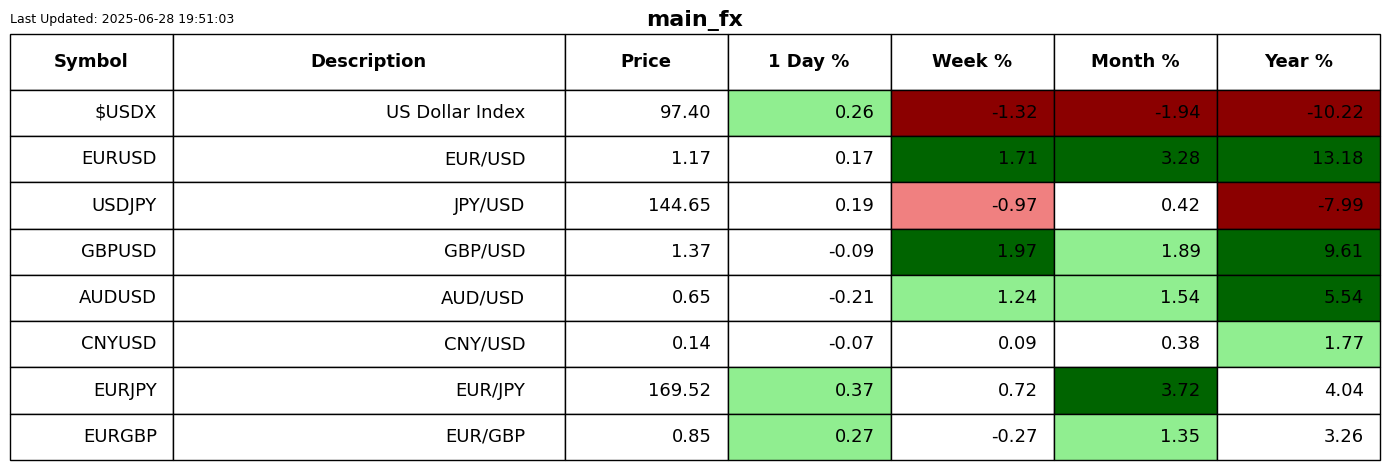 Last Updated: 2025-06-28 19:51:03
main_fx
Symbol Description Price 1 Day % Week % Month % Year %
$USDX US Dollar Index 97.40 0.26 -1.32 -1.94 -10.22
EURUSD EUR/USD 1.17 0.17 1.71 3.28 13.18
USDJPY JPY/USD 144.65 0.19 -0.97 0.42 -7.99
GBPUSD GBP/USD 1.37 -0.09 1.97 1.89 9.61
AUDUSD AUD/USD 0.65 -0.21 1.24 1.54 5.54
CNYUSD CNY/USD 0.14 -0.07 0.09 0.38 1.77
EURJPY EUR/JPY 169.52 0.37 0.72 3.72 4.04
EURGBP EUR/GBP 0.85 0.27 -0.27 1.35 3.26